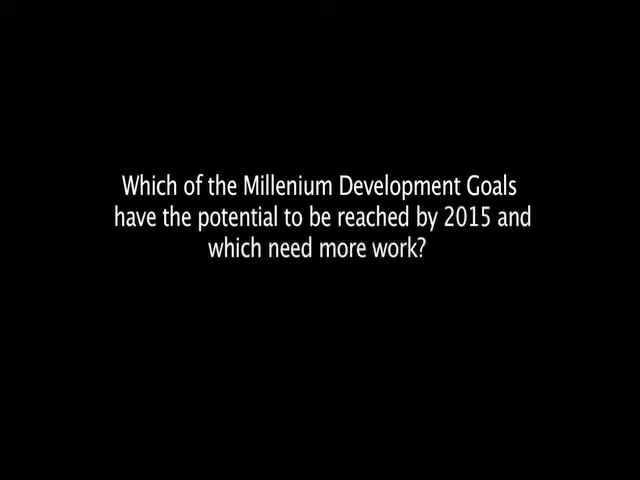 Which of the Millenium Development Goals
have the potential to be reached by 2015 and
which need more work?